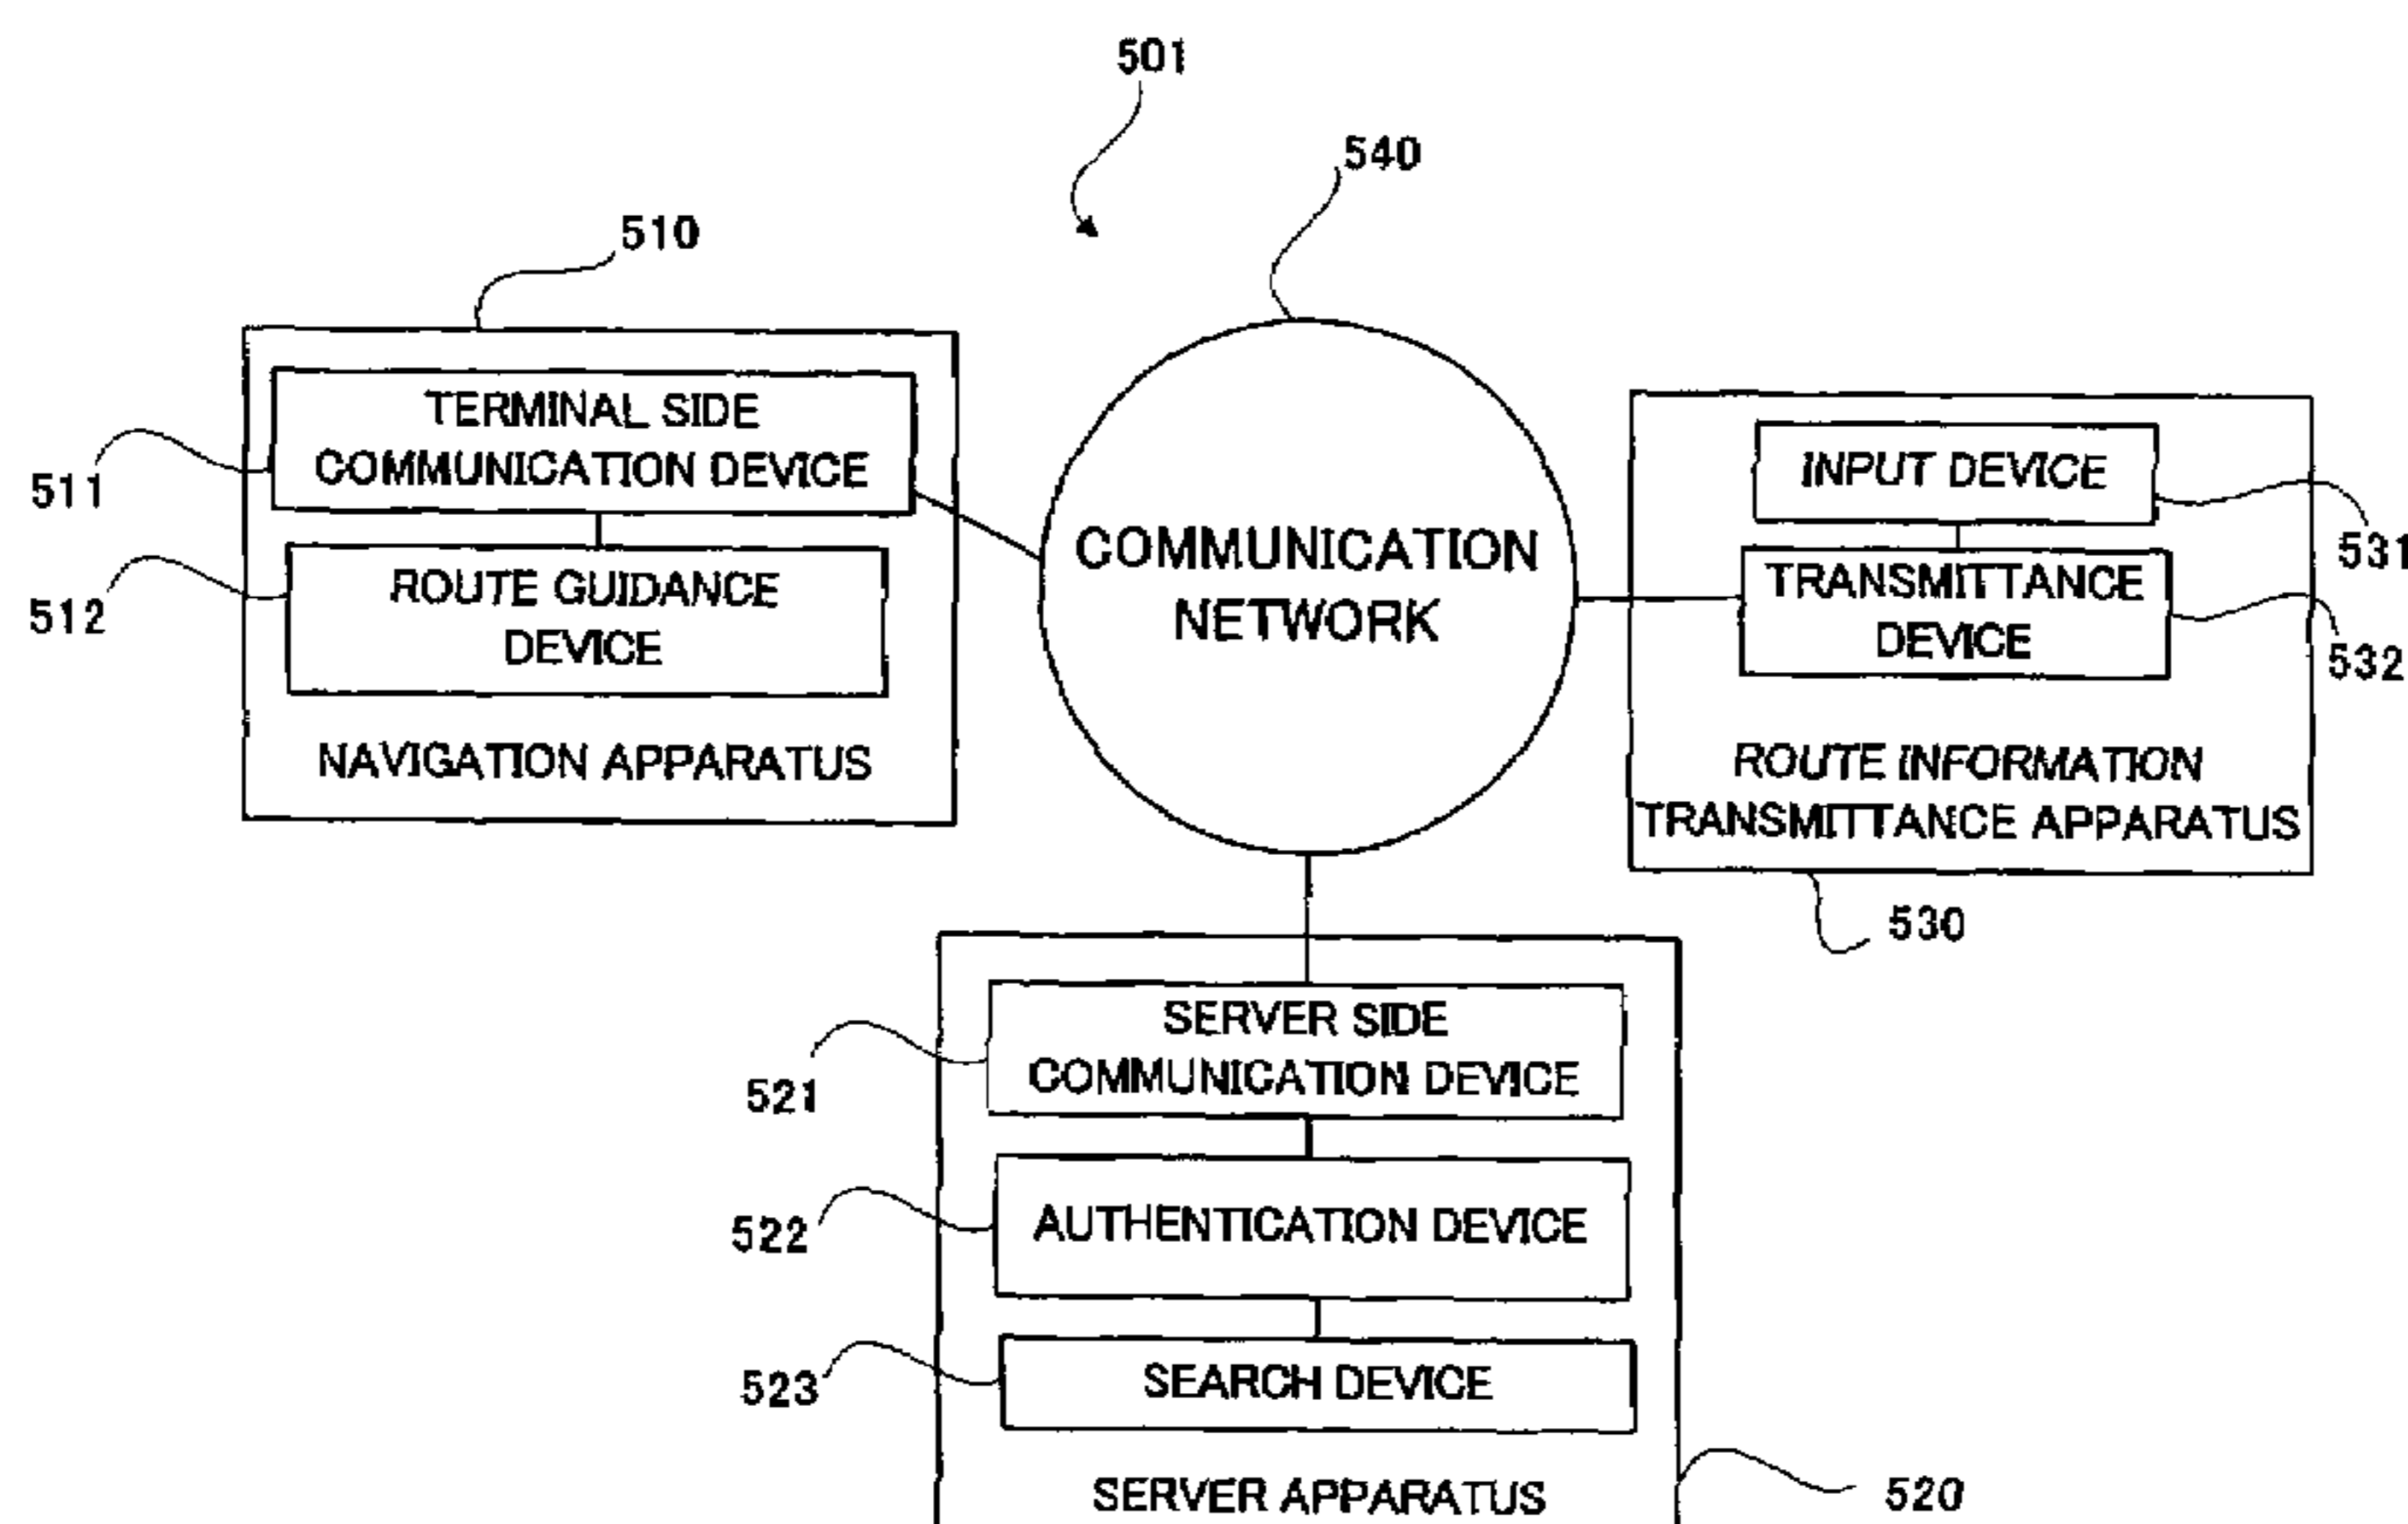 501
540
510
TERMINAL SIDE
COMMUNICATION DEVICE
511
ROUTE GUIDANCE
DEVICE
512
NAVIGATION APPARATUS
COMMUNICATION
NETWORK
INPUT DEVICE
531
TRANSMITTANCE
DEVICE
532
ROUTE INFORMATION
TRANSMITTANCE APPARATUS
530
SERVER SIDE
COMMUNICATION DEVICE
521
AUTHENTICATION DEVICE
522
SEARCH DEVICE
523
SERVER APPARATUS
520